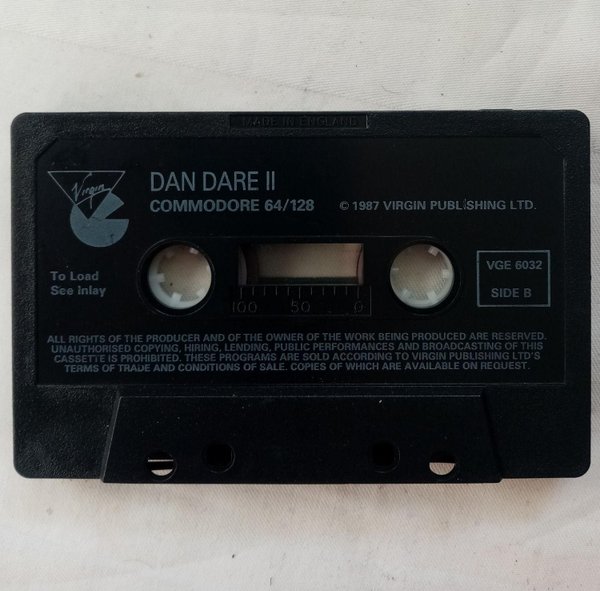 MADE IN ENGLAND
Virgin
DAN DARE II
COMMODORE 64/128
© 1987 VIRGIN PUBLISHING LTD.
To Load
See Inlay
100 50 0
VGE 6032
SIDE B
ALL RIGHTS OF THE PRODUCER AND OF THE OWNER OF THE WORK BEING PRODUCED ARE RESERVED.
UNAUTHORISED COPYING, HIRING, LENDING, PUBLIC PERFORMANCES AND BROADCASTING OF THIS
CASSETTE IS PROHIBITED. THESE PROGRAMS ARE SOLD ACCORDING TO VIRGIN PUBLISHING LTD'S
TERMS OF TRADE AND CONDITIONS OF SALE. COPIES OF WHICH ARE AVAILABLE ON REQUEST.